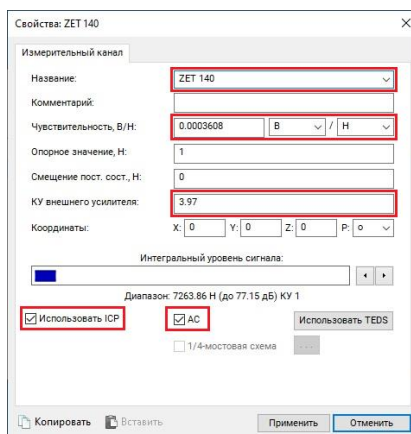 Свойства: ZET 140
Измерительный канал
Название: ZET 140
Комментарий:
Чувствительность, В/Н: 0.0003608 В / Н
Опорное значение, Н: 1
Смещение пост. сост., Н: 0
КУ внешнего усилителя: 3.97
Координаты: X: 0 Y: 0 Z: 0 P: o
Интегральный уровень сигнала:
Диапазон: 7263.86 Н (до 77.15 дБ) КУ 1
Использовать ICP AC Использовать TEDS
1/4-мостовая схема ...
Копировать Вставить Применить Отменить